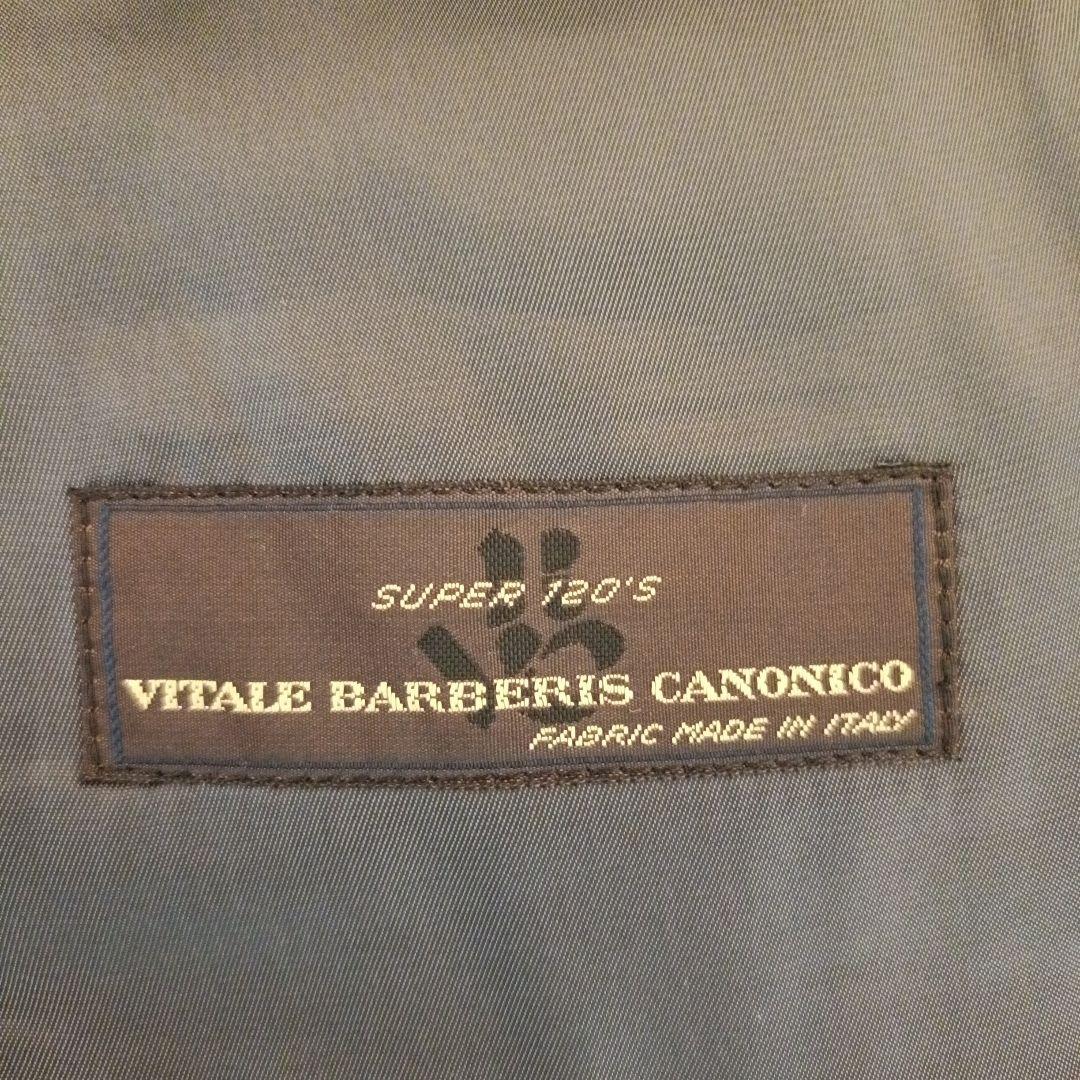 SUPER 120'S
VITALE BARBERIS CANONICO
FABRIC MADE IN ITALY